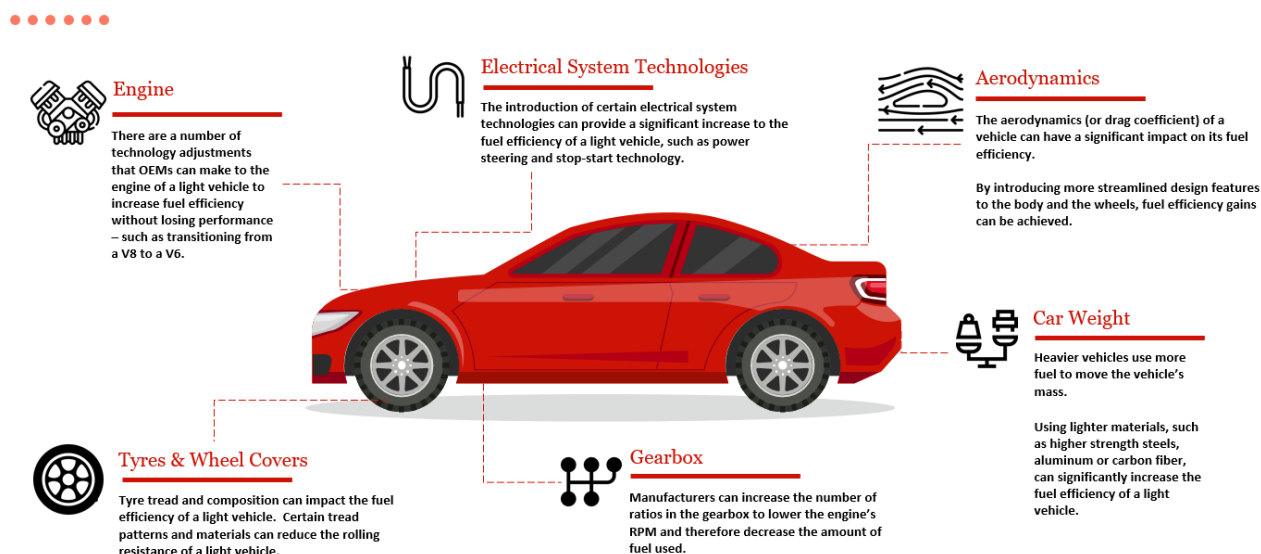 Engine
There are a number of
technology adjustments
that OEMs can make to the
engine of a light vehicle to
increase fuel efficiency
without losing performance
– such as transitioning from
a V8 to a V6.
Electrical System Technologies
The introduction of certain electrical system
technologies can provide a significant increase to the
fuel efficiency of a light vehicle, such as power
steering and stop-start technology.
Aerodynamics
The aerodynamics (or drag coefficient) of a
vehicle can have a significant impact on its fuel
efficiency.
By introducing more streamlined design features
to the body and the wheels, fuel efficiency gains
can be achieved.
Car Weight
Heavier vehicles use more
fuel to move the vehicle’s
mass.
Using lighter materials, such
as higher strength steels,
aluminum or carbon fiber,
can significantly increase the
fuel efficiency of a light
vehicle.
Tyres & Wheel Covers
Tyre tread and composition can impact the fuel
efficiency of a light vehicle.  Certain tread
patterns and materials can reduce the rolling
resistance of a light vehicle.
Gearbox
Manufacturers can increase the number of
ratios in the gearbox to lower the engine’s
RPM and therefore decrease the amount of
fuel used.